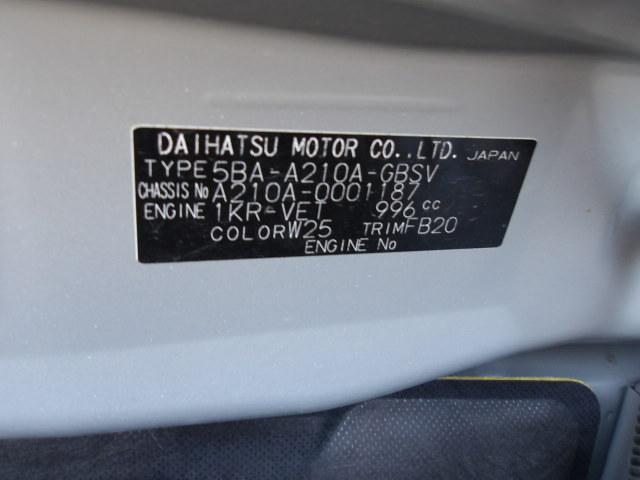 DAIHATSU MOTOR CO.,LTD. JAPAN
TYPE 5BA-A210A-GBSV
CHASSIS No A210A-0001187
ENGINE 1KR-VET 996 CC
COLOR W25 TRIM FB20
ENGINE No